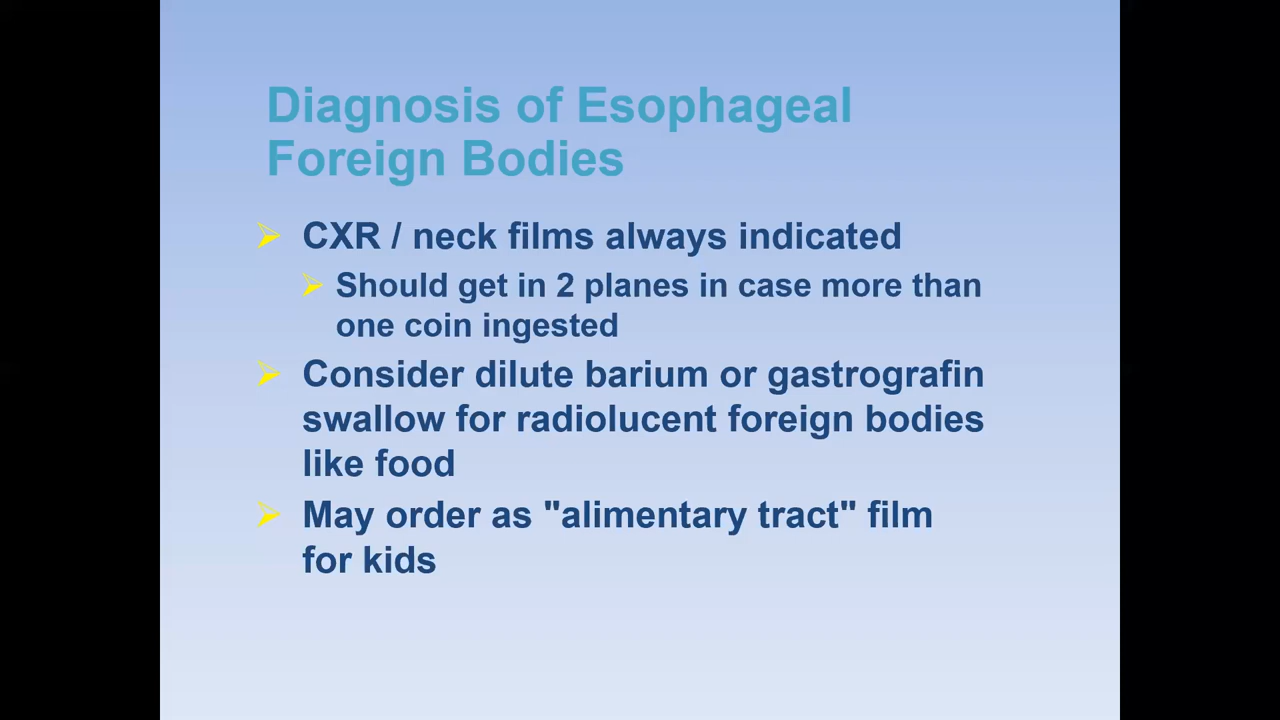 Diagnosis of Esophageal
Foreign Bodies
CXR / neck films always indicated
Should get in 2 planes in case more than
one coin ingested
Consider dilute barium or gastrografin
swallow for radiolucent foreign bodies
like food
May order as "alimentary tract" film
for kids